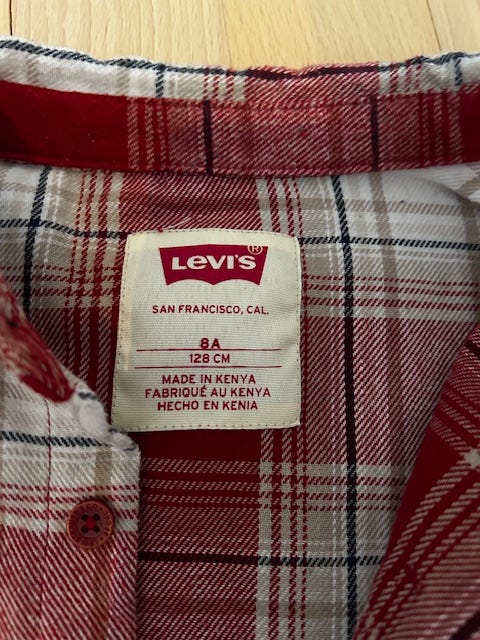 Levi's®
SAN FRANCISCO, CAL.
8A
128 CM
MADE IN KENYA
FABRIQUÉ AU KENYA
HECHO EN KENIA